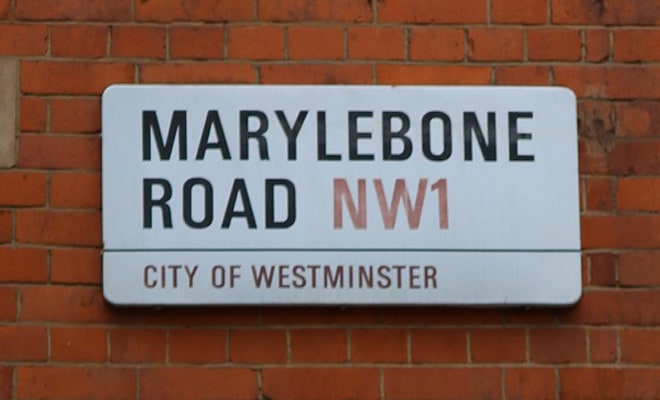 MARYLEBONE
ROAD NW1
CITY OF WESTMINSTER